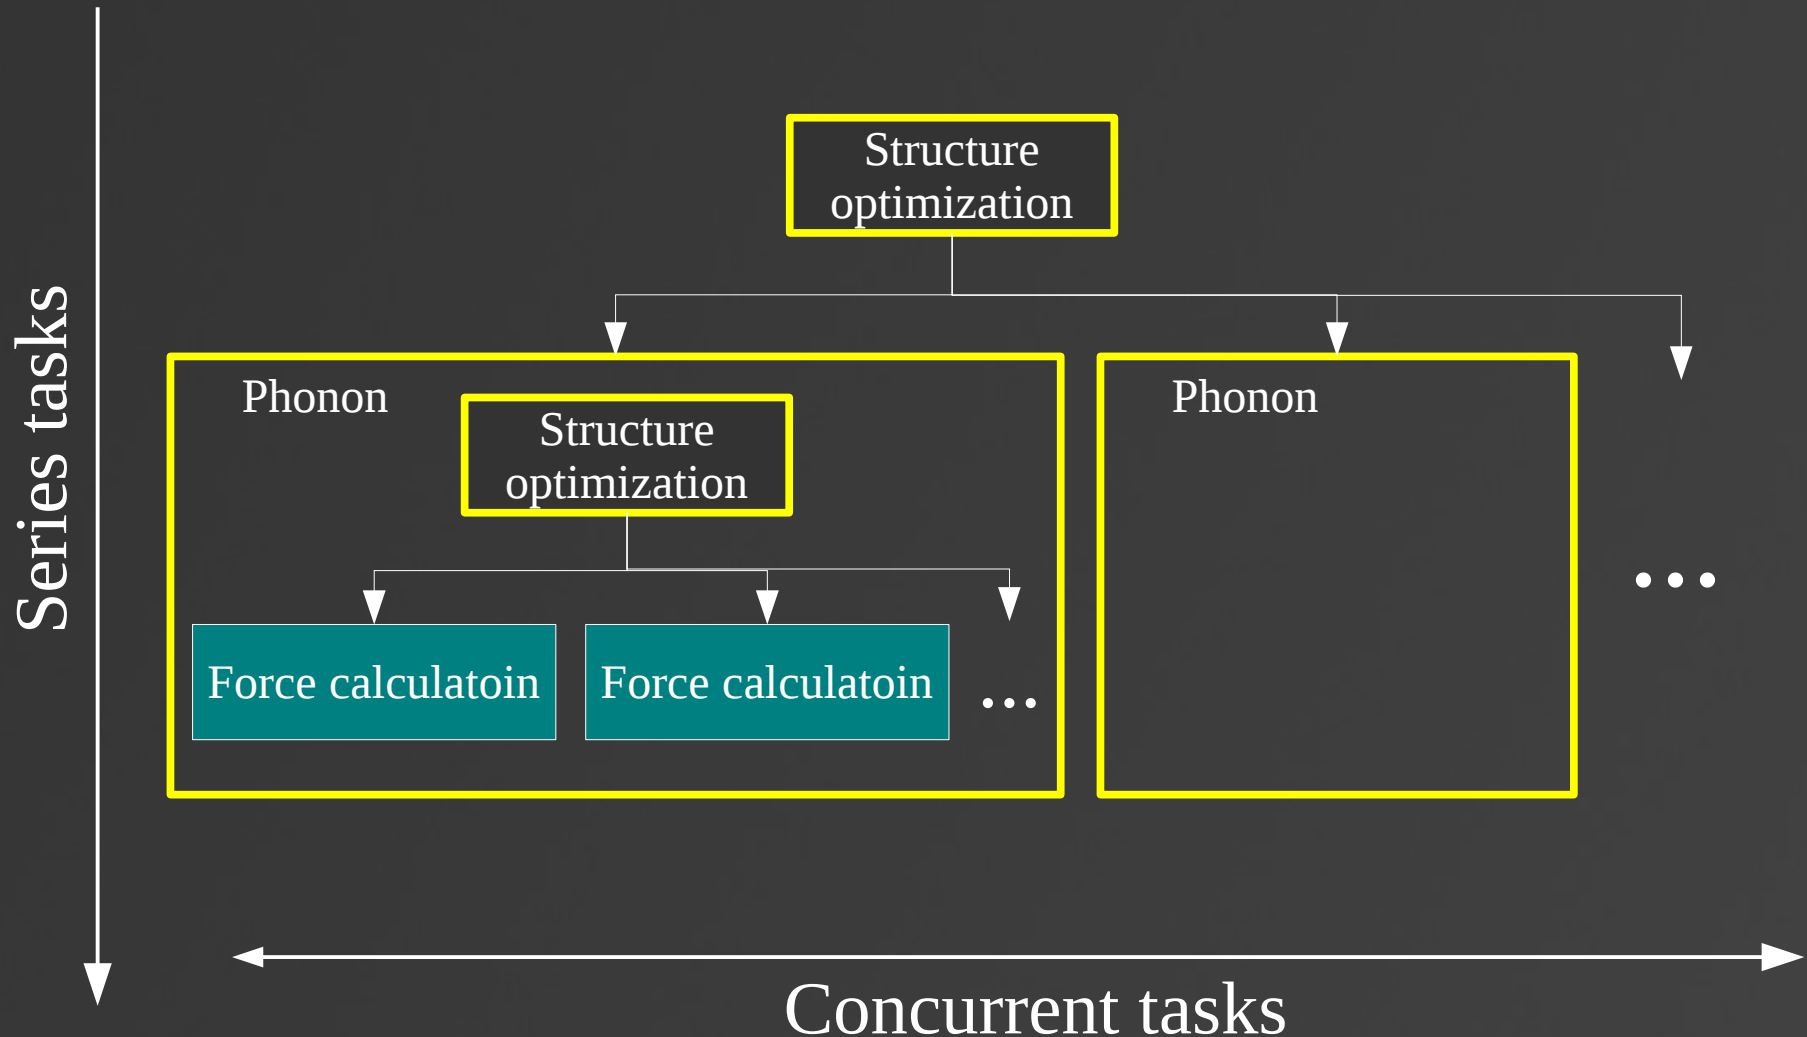 Structure
optimization
Series tasks
Phonon
Structure
optimization
Phonon
...
Force calculatoin
Force calculatoin
...
Concurrent tasks